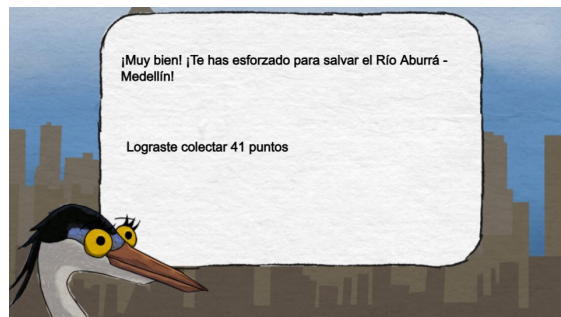 ¡Muy bien! ¡Te has esforzado para salvar el Río Aburrá -
Medellín!
Lograste colectar 41 puntos